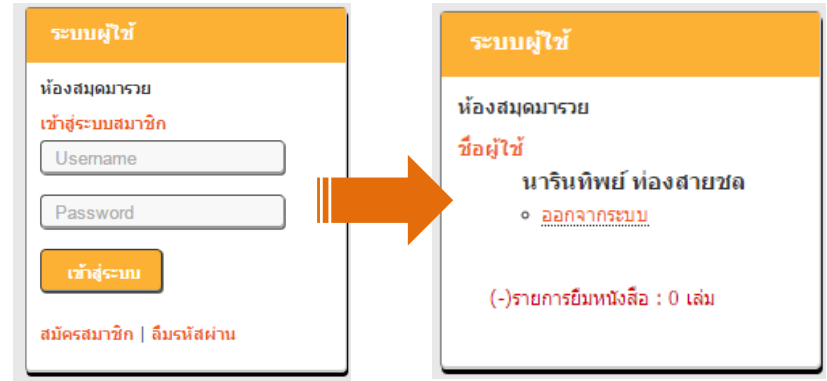 ระบบผู้ใช้
ห้องสมุดมารวย
เข้าสู่ระบบสมาชิก
Username
Password
เข้าสู่ระบบ
สมัครสมาชิก | ลืมรหัสผ่าน
ระบบผู้ใช้
ห้องสมุดมารวย
ชื่อผู้ใช้
นารินทิพย์ ท่องสายชล
ออกจากระบบ
(-)รายการยืมหนังสือ : 0 เล่ม